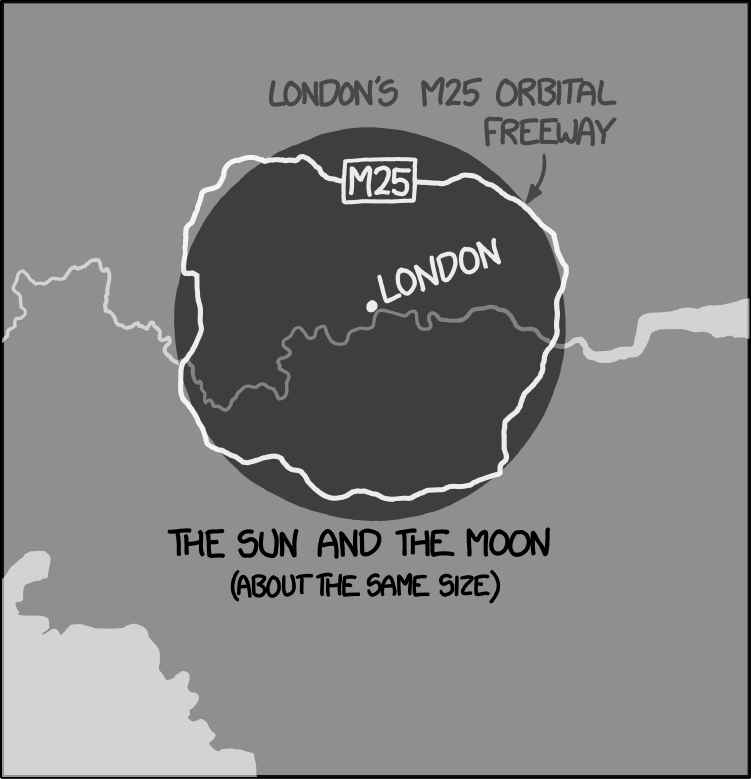 LONDON'S M25 ORBITAL
FREEWAY
M25
LONDON
THE SUN AND THE MOON
(ABOUT THE SAME SIZE)